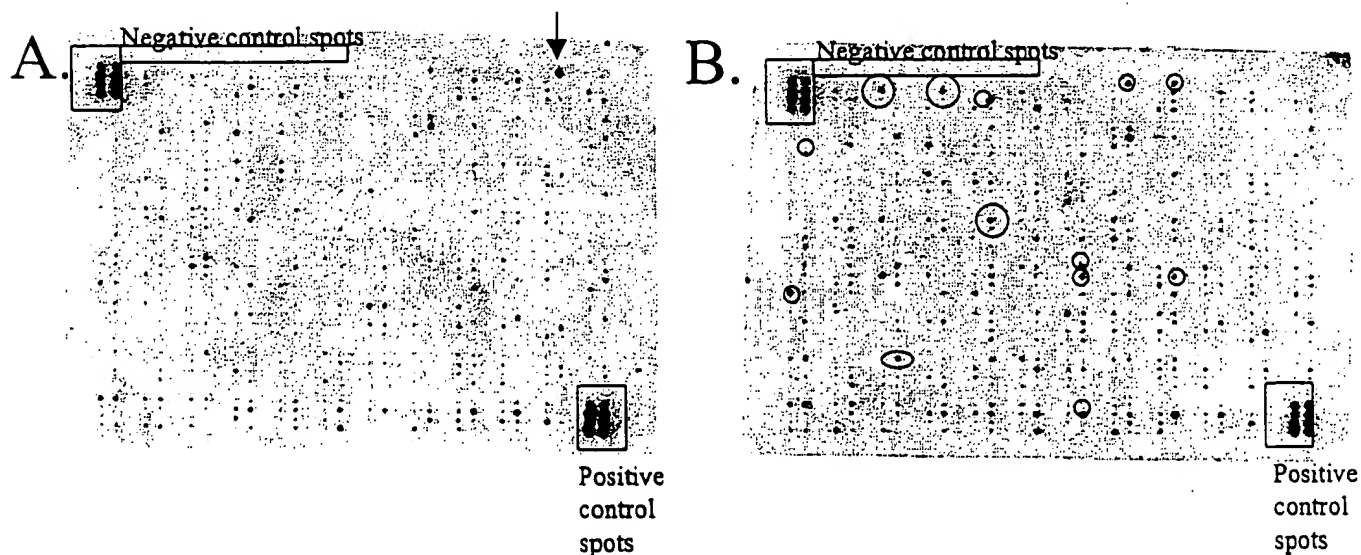 A.
Negative control spots
Positive
control
spots
B.
Negative control spots
Positive
control
spots